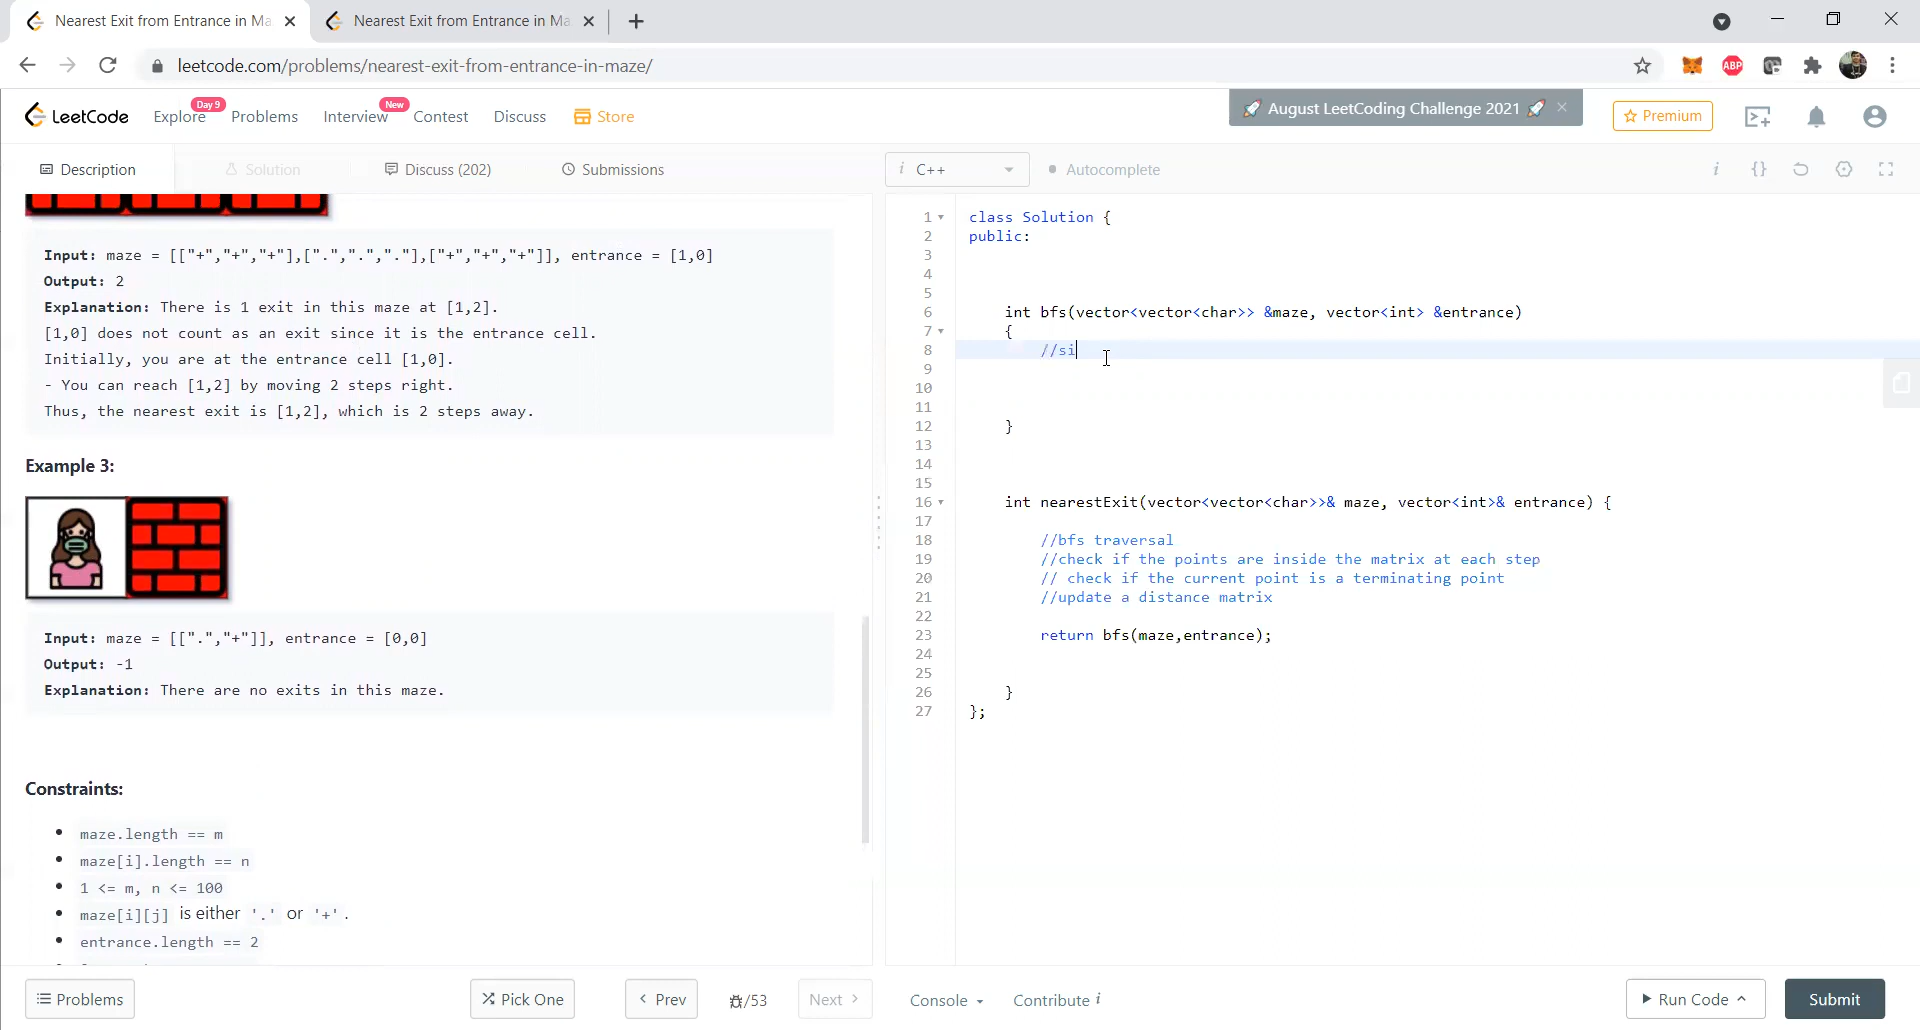 Nearest Exit from Entrance in Ma
Nearest Exit from Entrance in Ma
leetcode.com/problems/nearest-exit-from-entrance-in-maze/
ABP
LeetCode
Explore
Day 9
Problems
Interview
New
Contest
Discuss
Store
🚀 August LeetCoding Challenge 2021 🚀
Premium
Description
Solution
Discuss (202)
Submissions
i C++
Autocomplete
i {}
Input: maze = [["+","+","+"],[".",".","."],["+","+","+"]], entrance = [1,0]
Output: 2
Explanation: There is 1 exit in this maze at [1,2].
[1,0] does not count as an exit since it is the entrance cell.
Initially, you are at the entrance cell [1,0].
- You can reach [1,2] by moving 2 steps right.
Thus, the nearest exit is [1,2], which is 2 steps away.
Example 3:
Input: maze = [[".","+"]], entrance = [0,0]
Output: -1
Explanation: There are no exits in this maze.
Constraints:
• maze.length == m
• maze[i].length == n
• 1 <= m, n <= 100
• maze[i][j] is either '.' or '+'.
• entrance.length == 2
1 class Solution {
2 public:
3
4
5
6 int bfs(vector<vector<char>> &maze, vector<int> &entrance)
7 {
8 //si
9
10
11
12 }
13
14
15
16 int nearestExit(vector<vector<char>>& maze, vector<int>& entrance) {
17
18 //bfs traversal
19 //check if the points are inside the matrix at each step
20 // check if the current point is a terminating point
21 //update a distance matrix
22
23 return bfs(maze,entrance);
24
25
26 }
27 };
Problems
Pick One
Prev
/53
Next
Console
Contribute i
Run Code
Submit